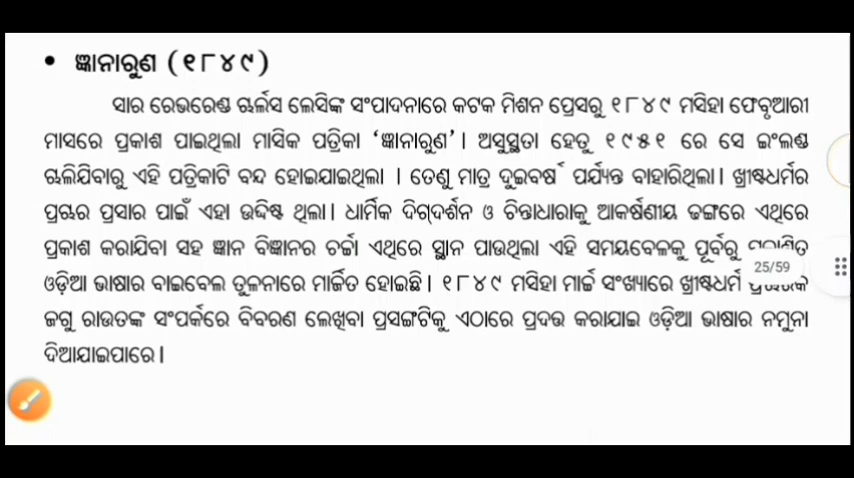 • ଜ୍ଞାନାରୁଣ (୧୮୪୯)
ସାର ରେଭରେଣ୍ଡ ଚାର୍ଲସ ଲେସିଙ୍କ ସଂପାଦନାରେ କଟକ ମିଶନ ପ୍ରେସରୁ ୧୮୪୯ ମସିହା ଫେବୃଆରୀ
ମାସରେ ପ୍ରକାଶ ପାଇଥିଲା ମାସିକ ପତ୍ରିକା ‘ଜ୍ଞାନାରୁଣ’। ଅସୁସ୍ଥତା ହେତୁ ୧୯୫୧ ରେ ସେ ଇଂଲଣ୍ଡ
ଚାଲିଯିବାରୁ ଏହି ପତ୍ରିକାଟି ବନ୍ଦ ହୋଇଯାଇଥିଲା । ତେଣୁ ମାତ୍ର ଦୁଇବର୍ଷ ପର୍ଯ୍ୟନ୍ତ ବାହାରିଥିଲା। ଖ୍ରୀଷ୍ଟଧର୍ମର
ପ୍ରଚାର ପ୍ରସାର ପାଇଁ ଏହା ଉଦ୍ଦିଷ୍ଟ ଥିଲା। ଧାର୍ମିକ ଦିଗ୍‌ଦର୍ଶନ ଓ ଚିନ୍ତାଧାରାକୁ ଆକର୍ଷଣୀୟ ଢଙ୍ଗରେ ଏଥିରେ
ପ୍ରକାଶ କରାଯିବା ସହ ଜ୍ଞାନ ବିଜ୍ଞାନର ଚର୍ଚ୍ଚା ଏଥିରେ ସ୍ଥାନ ପାଉଥିଲା ଏହି ସମୟବେଳକୁ ପୂର୍ବରୁ
25/59
ଓଡ଼ିଆ ଭାଷାର ବାଇବେଲ ତୁଳନାରେ ମାର୍ଜିତ ହୋଇଛି। ୧୮୪୯ ମସିହା ମାର୍ଚ୍ଚ ସଂଖ୍ୟାରେ ଖ୍ରୀଷ୍ଟଧର୍ମ
ଜଗୁ ରାଉତଙ୍କ ସଂପର୍କରେ ବିବରଣ ଲେଖିବା ପ୍ରସଙ୍ଗଟିକୁ ଏଠାରେ ପ୍ରଦତ୍ତ କରାଯାଇ ଓଡ଼ିଆ ଭାଷାର ନମୁନା
ଦିଆଯାଇପାରେ।